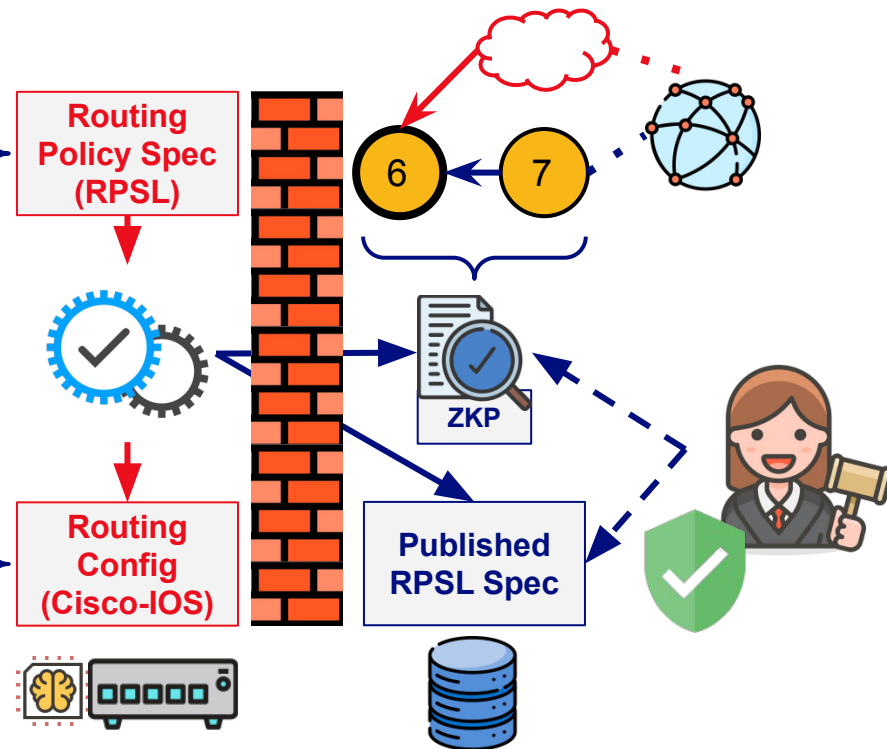 Routing
Policy Spec
(RPSL)
6
7
ZKP
Routing
Config
(Cisco-IOS)
Published
RPSL Spec